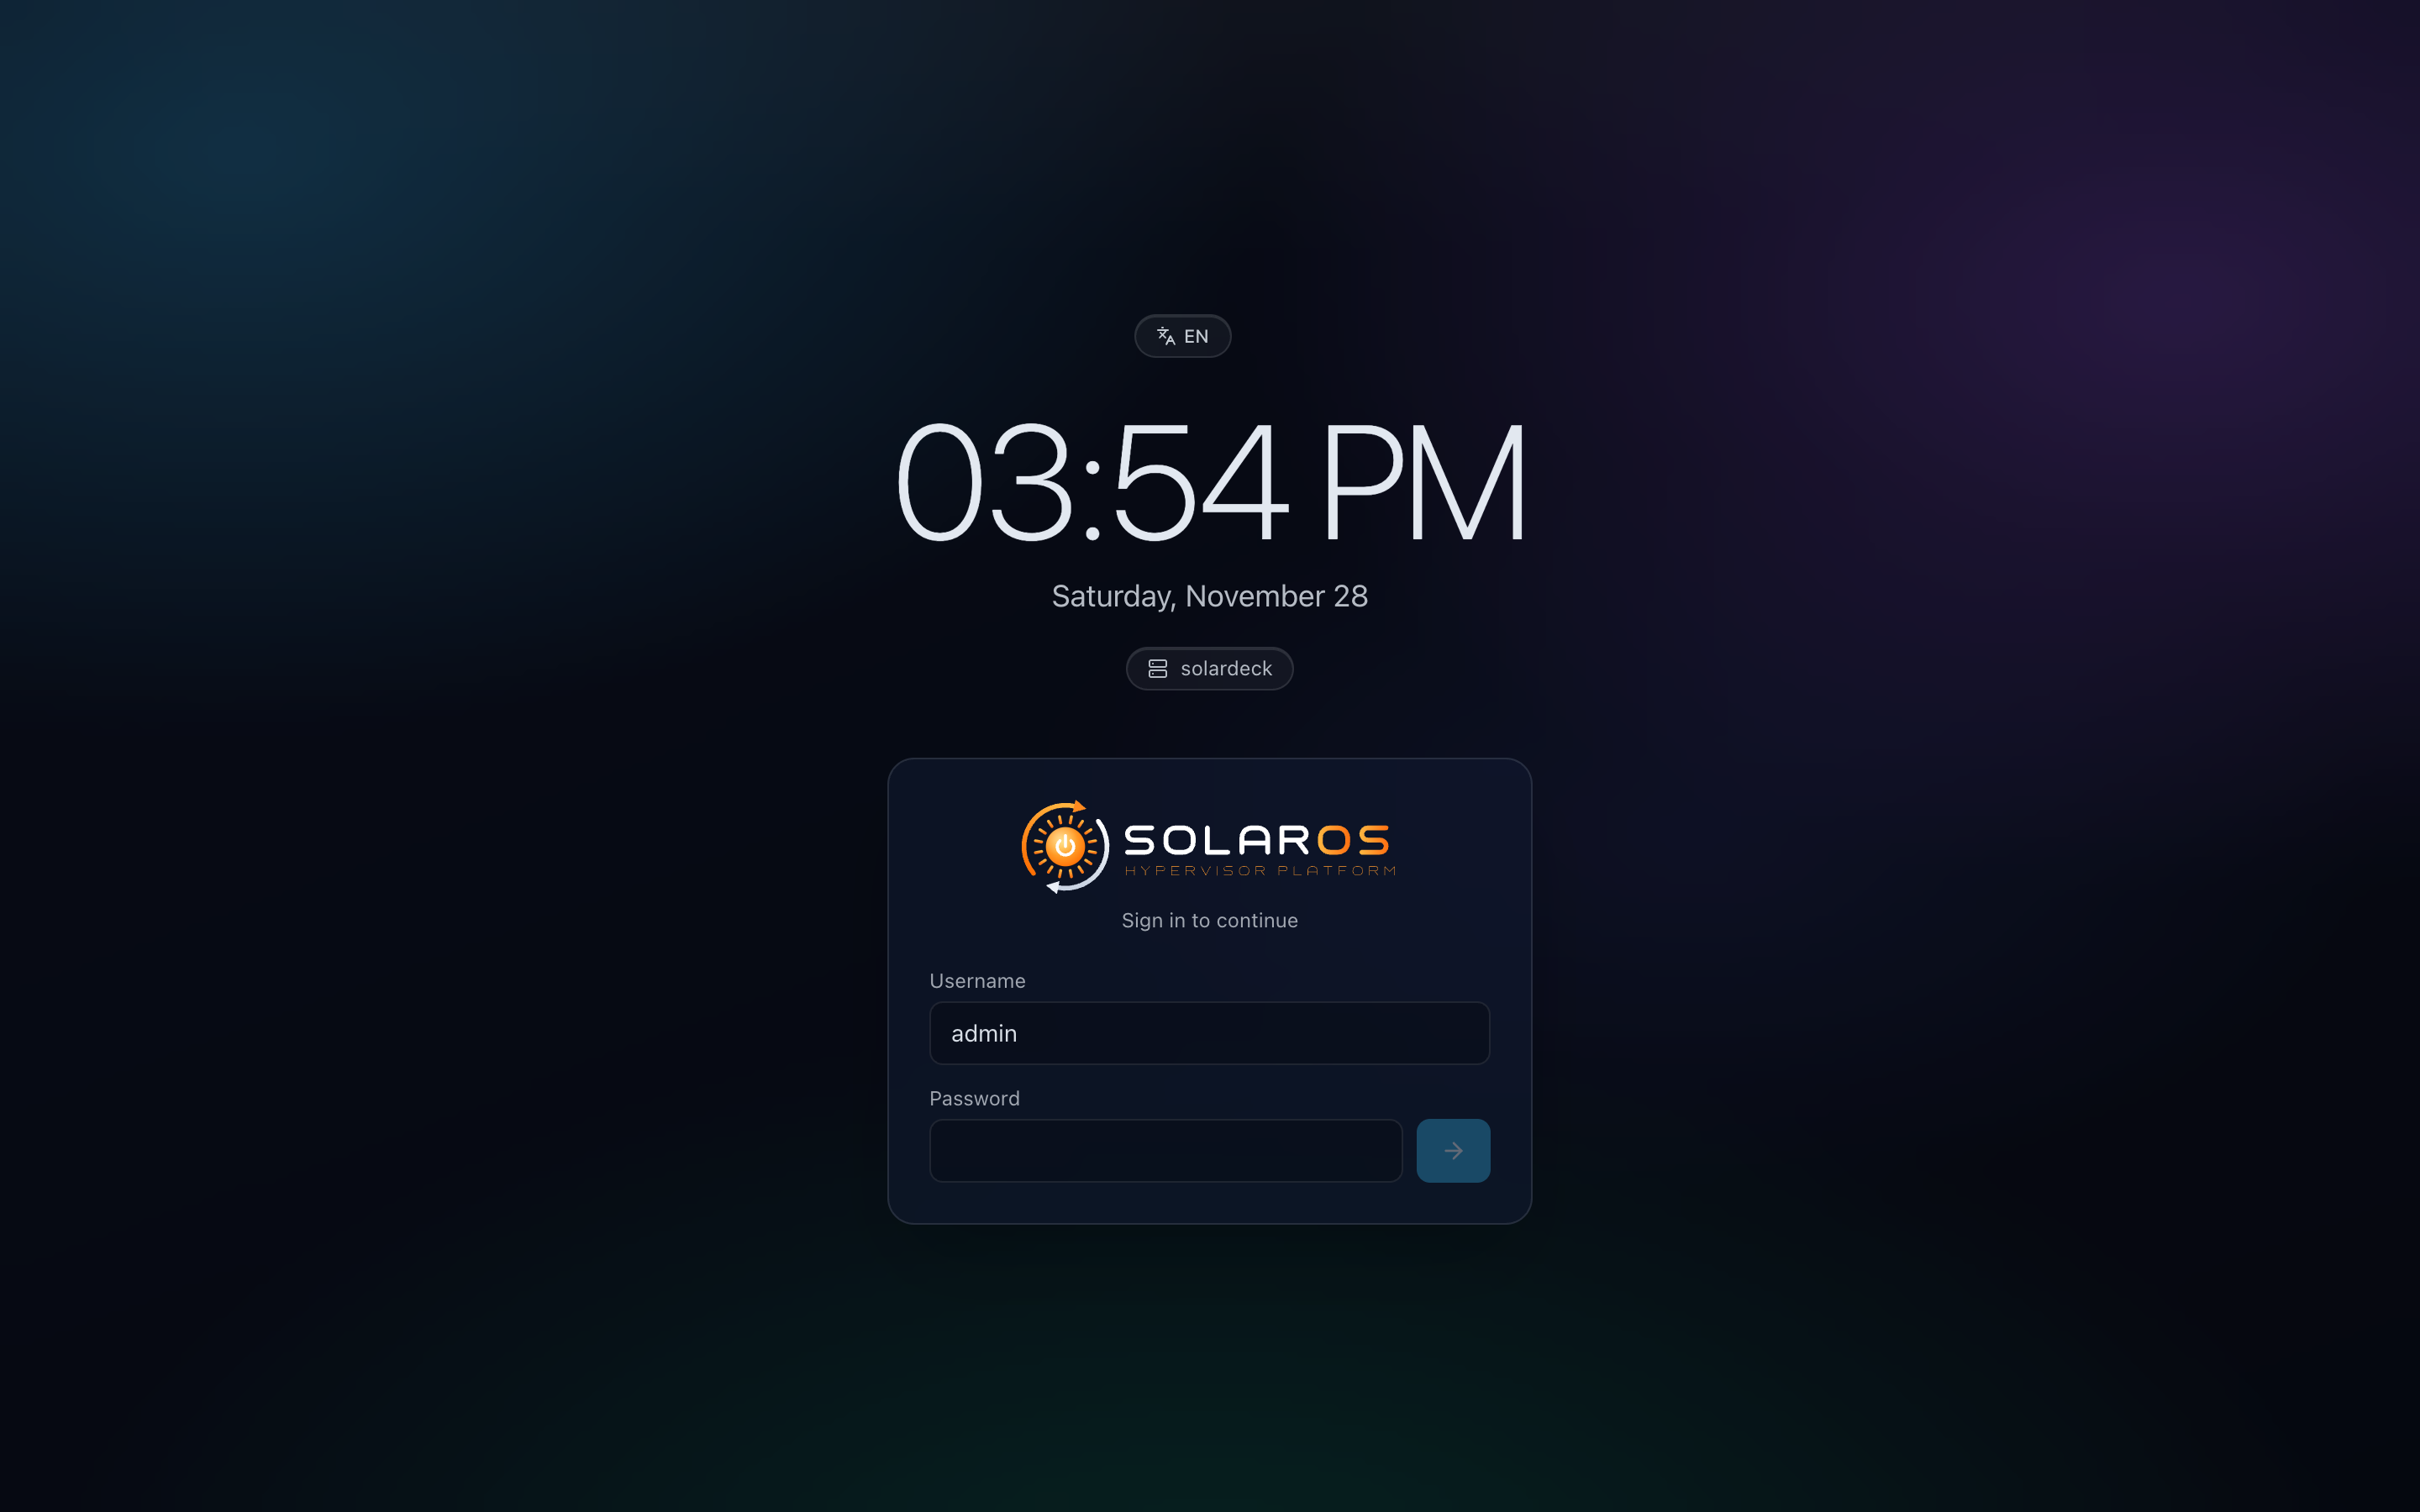 EN
03:54 PM
Saturday, November 28
solardeck
SOLAROS
HYPERVISOR PLATFORM
Sign in to continue
Username
admin
Password